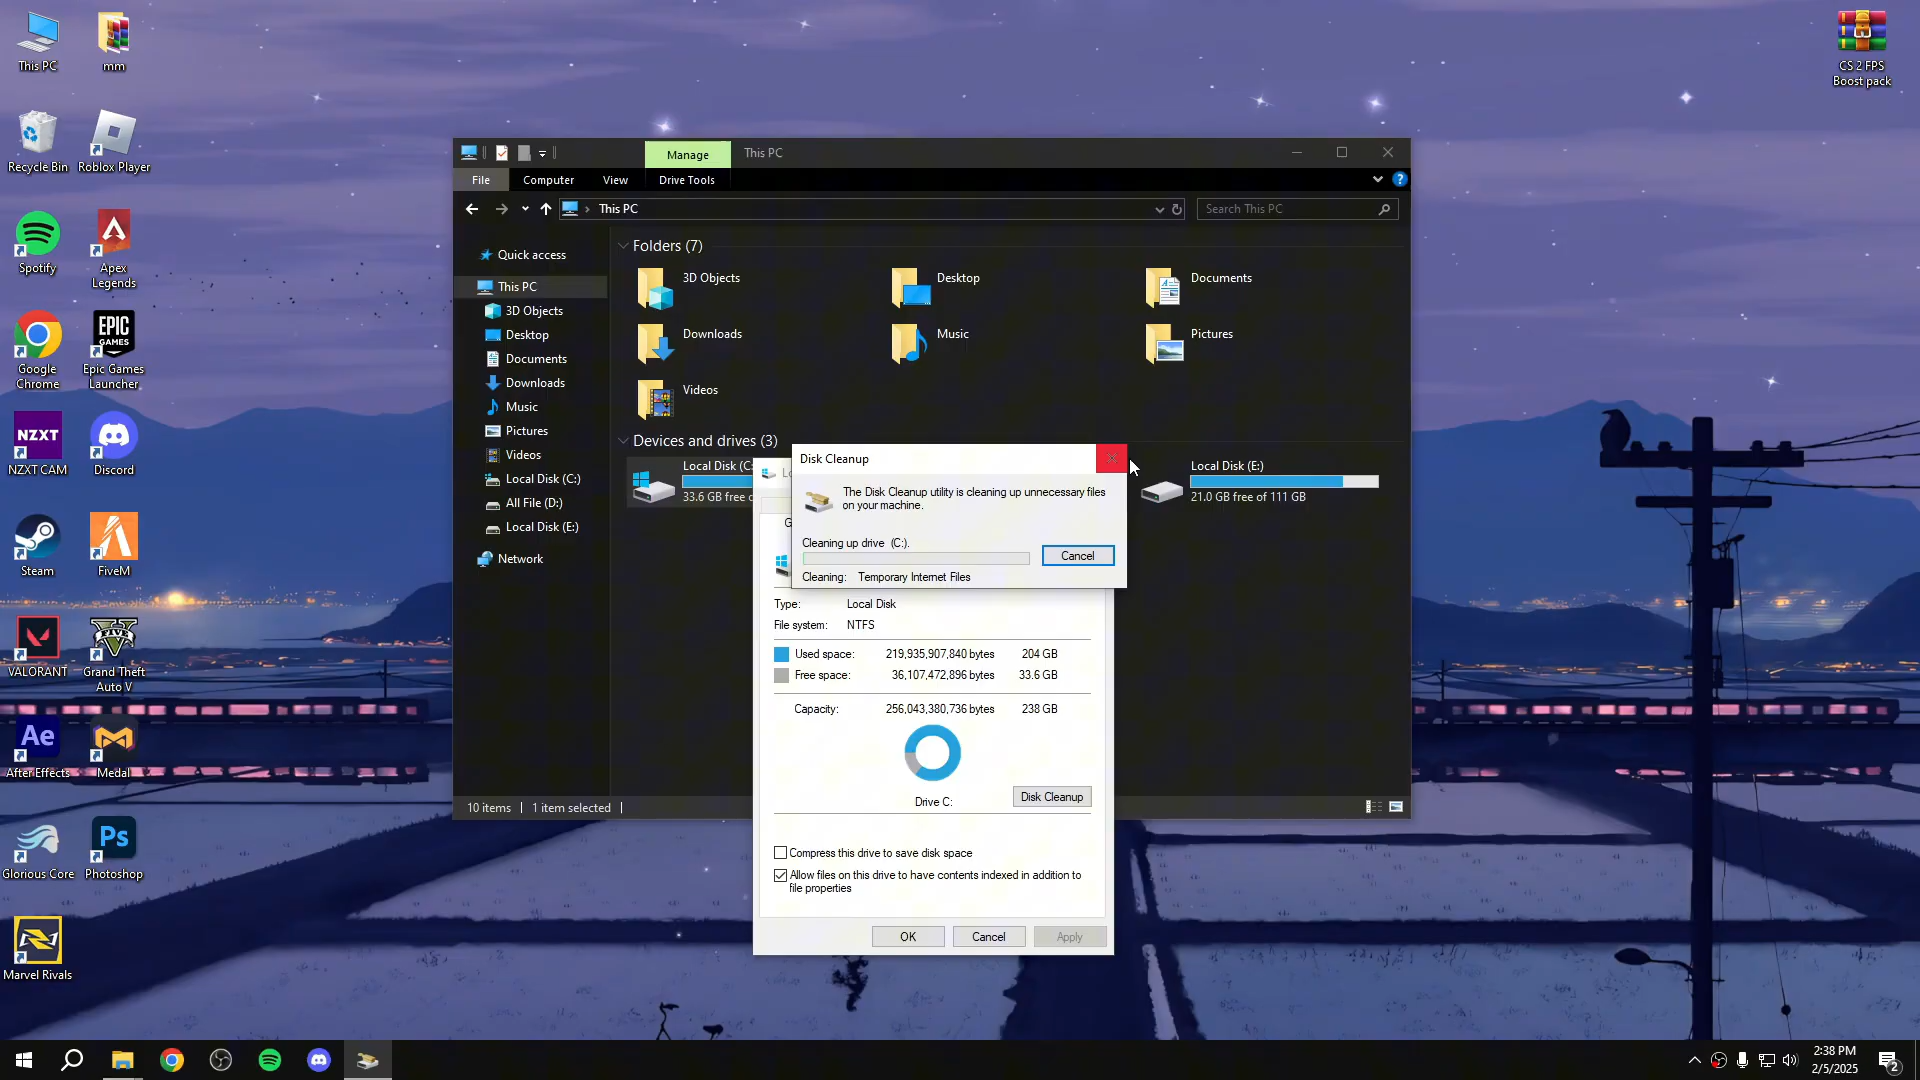 This PC
mm
Recycle Bin
Roblox Player
Spotify
Apex
Legends
Google
Chrome
EPIC
GAMES
Epic Games
Launcher
NZXT
NZXT CAM
Discord
Steam
FiveM
VALORANT
FIVE
Grand Theft
Auto V
Ae
After Effects
Medal
Glorious Core
Ps
Photoshop
Marvel Rivals
CS 2 FPS
Boost pack
Manage
This PC
File
Computer
View
Drive Tools
This PC
Search This PC
Quick access
This PC
3D Objects
Desktop
Documents
Downloads
Music
Pictures
Videos
Local Disk (C:)
All File (D:)
Local Disk (E:)
Network
Folders (7)
3D Objects
Desktop
Documents
Downloads
Music
Pictures
Videos
Devices and drives (3)
Local Disk (C:
33.6 GB free o
Local Disk (E:)
21.0 GB free of 111 GB
10 items
1 item selected
Disk Cleanup
The Disk Cleanup utility is cleaning up unnecessary files
on your machine.
Cleaning up drive (C:).
Cancel
Cleaning: Temporary Internet Files
Type: Local Disk
File system: NTFS
Used space: 219,935,907,840 bytes 204 GB
Free space: 36,107,472,896 bytes 33.6 GB
Capacity: 256,043,380,736 bytes 238 GB
Drive C:
Disk Cleanup
Compress this drive to save disk space
Allow files on this drive to have contents indexed in addition to
file properties
OK
Cancel
Apply
2:38 PM
2/5/2025
2